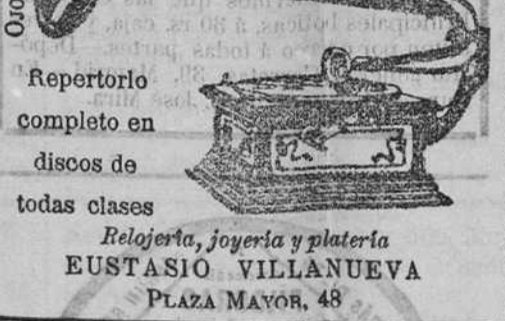 Ojo
Repertorio
completo en
discos de
todas clases
Relojería, joyería y platería
EUSTASIO VILLANUEVA
PLAZA MAYOR, 48